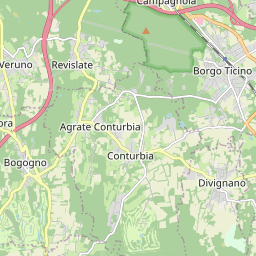 Campagnola
Veruno
Revislate
Borgo Ticino
Agrate Conturbia
Conturbia
Bogogno
Divignano